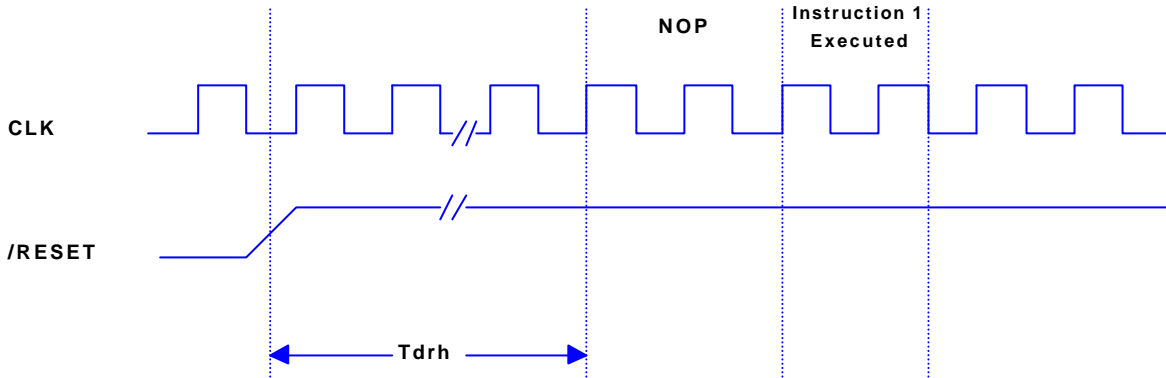 NOP
Instruction 1
Executed
CLK
/RESET
Tdrh